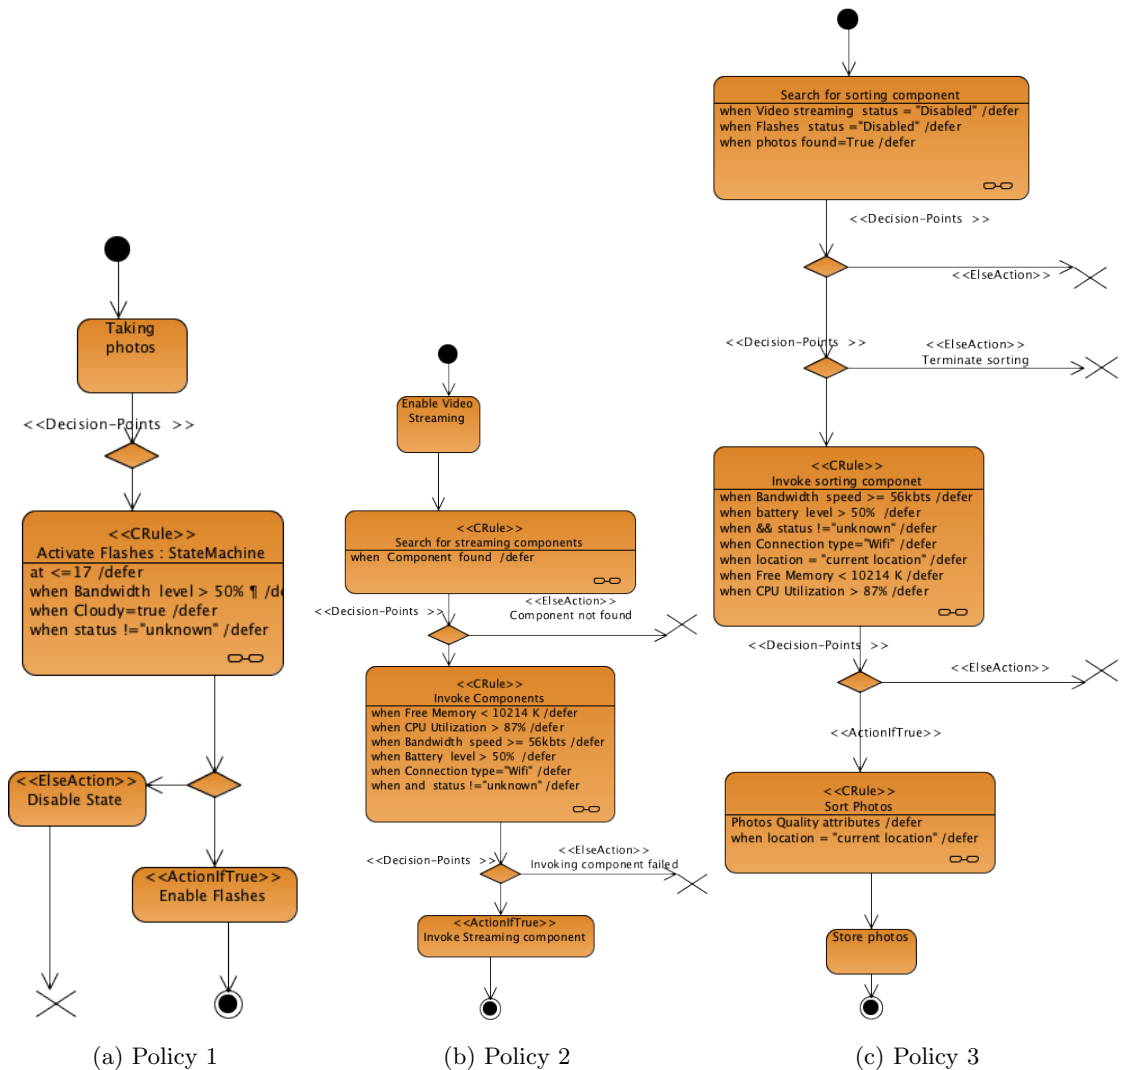 Taking
photos
<<Decision-Points >>
<<CRule>>
Activate Flashes : StateMachine
at <=17 /defer
when Bandwidth level > 50% ¶ /de
when Cloudy=true /defer
when status !="unknown" /defer
<<ElseAction>>
Disable State
<<ActionIfTrue>>
Enable Flashes
(a) Policy 1
Enable Video
Streaming
<<CRule>>
Search for streaming components
when Component found /defer
<<Decision-Points >>
<<ElseAction>>
Component not found
<<CRule>>
Invoke Components
when Free Memory < 10214 K /defer
when CPU Utilization > 87% /defer
when Bandwidth speed >= 56kbts /defer
when Battery level > 50% /defer
when Connection type="Wifi" /defer
when and status !="unknown" /defer
<<Decision-Points >>
<<ElseAction>>
Invoking component failed
<<ActionIfTrue>>
Invoke Streaming component
(b) Policy 2
Search for sorting component
when Video streaming status = "Disabled" /defer
when Flashes status ="Disabled" /defer
when photos found=True /defer
<<Decision-Points >>
<<ElseAction>>
<<Decision-Points >>
<<ElseAction>>
Terminate sorting
<<CRule>>
Invoke sorting componet
when Bandwidth speed >= 56kbts /defer
when battery level > 50% /defer
when && status !="unknown" /defer
when Connection type="Wifi" /defer
when location = "current location" /defer
when Free Memory < 10214 K /defer
when CPU Utilization > 87% /defer
<<Decision-Points >>
<<ElseAction>>
<<ActionIfTrue>>
<<CRule>>
Sort Photos
Photos Quality attributes /defer
when location = "current location" /defer
Store photos
(c) Policy 3